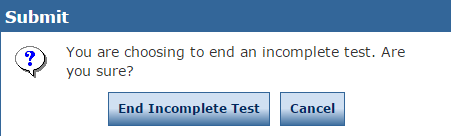 Submit
?
You are choosing to end an incomplete test. Are
you sure?
End Incomplete Test Cancel